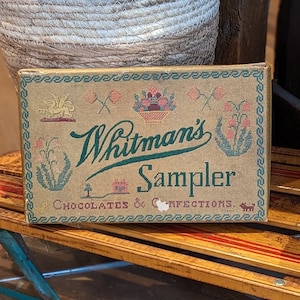 Whitman's
Sampler
CHOCOLATES & CONFECTIONS.